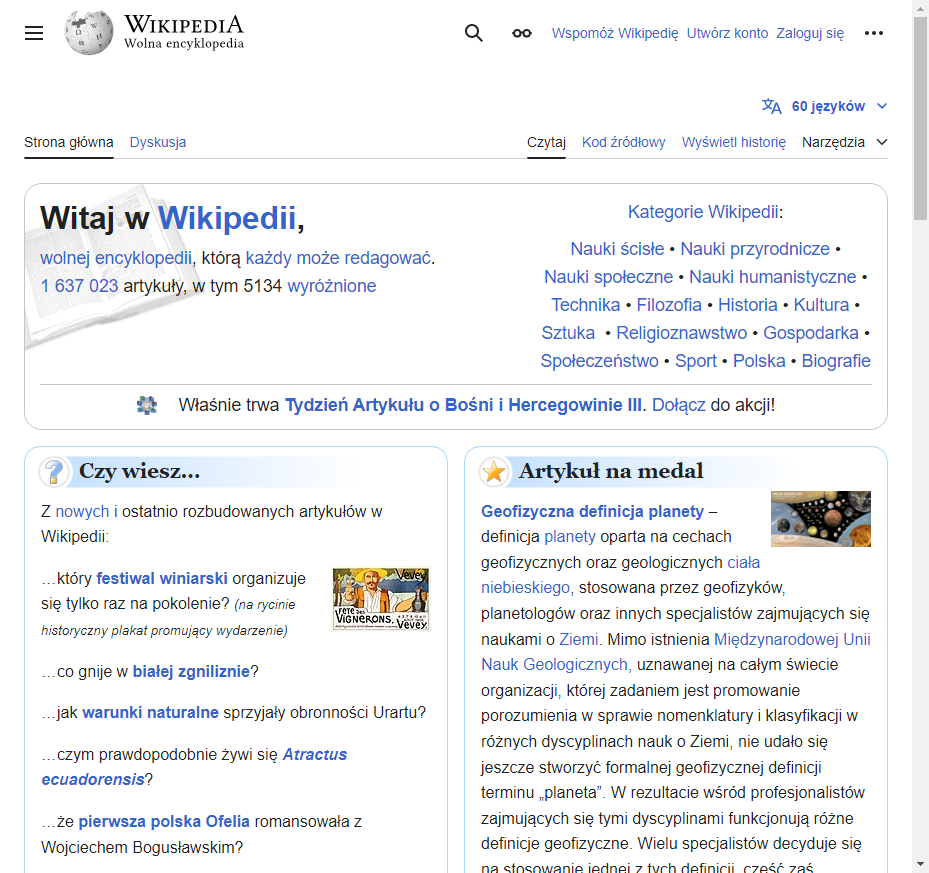 WIKIPEDIA
Wolna encyklopedia
Wspomóż Wikipedię Utwórz konto Zaloguj się
60 języków
Strona główna Dyskusja Czytaj Kod źródłowy Wyświetl historię Narzędzia
Witaj w Wikipedii,
wolnej encyklopedii, którą każdy może redagować.
1 637 023 artykuły, w tym 5134 wyróżnione
Kategorie Wikipedii:
Nauki ścisłe • Nauki przyrodnicze •
Nauki społeczne • Nauki humanistyczne •
Technika • Filozofia • Historia • Kultura •
Sztuka • Religioznawstwo • Gospodarka •
Społeczeństwo • Sport • Polska • Biografie
Właśnie trwa Tydzień Artykułu o Bośni i Hercegowinie III. Dołącz do akcji!
Czy wiesz...
Z nowych i ostatnio rozbudowanych artykułów w
Wikipedii:
…który festiwal winiarski organizuje
się tylko raz na pokolenie? (na rycinie
historyczny plakat promujący wydarzenie)
Vevey
FÊTE DES
VIGNERONS.
VEVEY
…co gnije w białej zgniliznie?
…jak warunki naturalne sprzyjały obronności Urartu?
…czym prawdopodobnie żywi się Atractus
ecuadorensis?
…że pierwsza polska Ofelia romansowała z
Wojciechem Bogusławskim?
Artykuł na medal
Geofizyczna definicja planety –
definicja planety oparta na cechach
geofizycznych oraz geologicznych ciała
niebieskiego, stosowana przez geofizyków,
planetologów oraz innych specjalistów zajmujących się
naukami o Ziemi. Mimo istnienia Międzynarodowej Unii
Nauk Geologicznych, uznawanej na całym świecie
organizacji, której zadaniem jest promowanie
porozumienia w sprawie nomenklatury i klasyfikacji w
różnych dyscyplinach nauk o Ziemi, nie udało się
jeszcze stworzyć formalnej geofizycznej definicji
terminu „planeta”. W rezultacie wśród profesjonalistów
zajmujących się tymi dyscyplinami funkcjonują różne
definicje geofizyczne. Wielu specjalistów decyduje się
na stosowanie jednej z tych definicji, część zaś